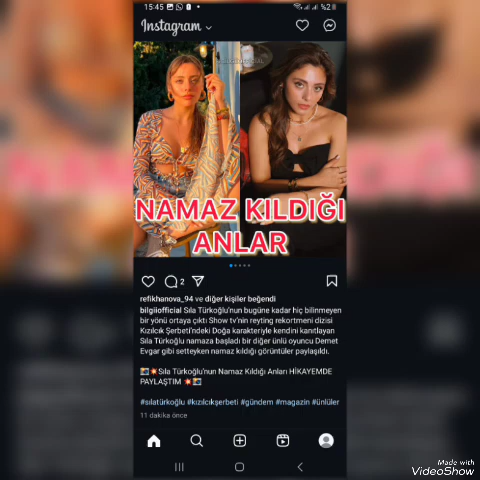 15:45
%2
Instagram
NAMAZ KILDIĞI
ANLAR
2
refikhanova_94 ve diğer kişiler beğendi
bilgiiofficial Sıla Türkoğlu'nun bugüne kadar hiç bilinmeyen
bir yönü ortaya çıktı Show tv'nin reyting rekortmeni dizisi
Kızılcık Şerbeti'ndeki Doğa karakteriyle kendini kanıtlayan
Sıla Türkoğlu namaza başladı bir diğer ünlü oyuncu Demet
Evgar gibi setteyken namaz kıldığı görüntüler paylaşıldı.
📷💥Sıla Türkoğlu'nun Namaz Kıldığı Anları HİKAYEMDE
PAYLAŞTIM 💥📷
#sılatürkoğlu #kızılcıkşerbeti #gündem #magazin #ünlüler
11 dakika önce
Made with
VideoShow